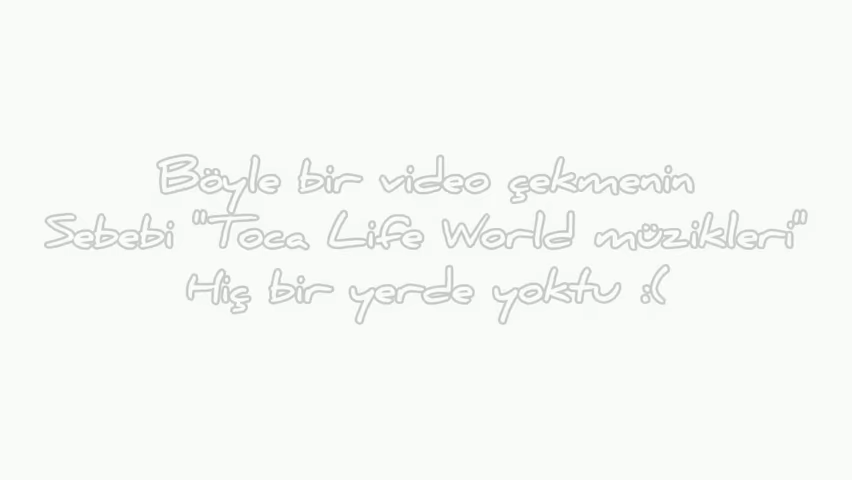 Böyle bir video çekmenin
Sebebi "Toca Life World müzikleri"
Hiç bir yerde yoktu :(